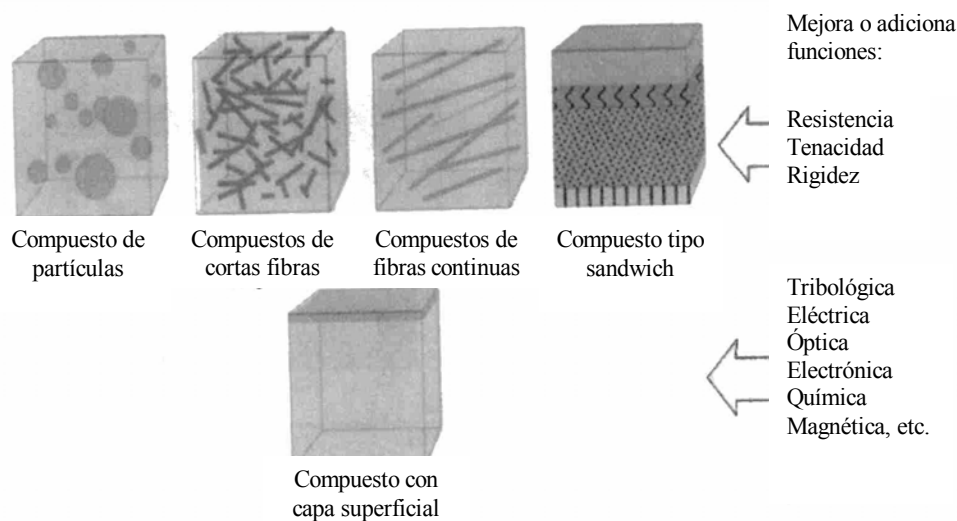 Mejora o adiciona
funciones:
Resistencia
Tenacidad
Rigidez
Compuesto de
partículas
Compuestos de
cortas fibras
Compuestos de
fibras continuas
Compuesto tipo
sandwich
Tribológica
Eléctrica
Óptica
Electrónica
Química
Magnética, etc.
Compuesto con
capa superficial